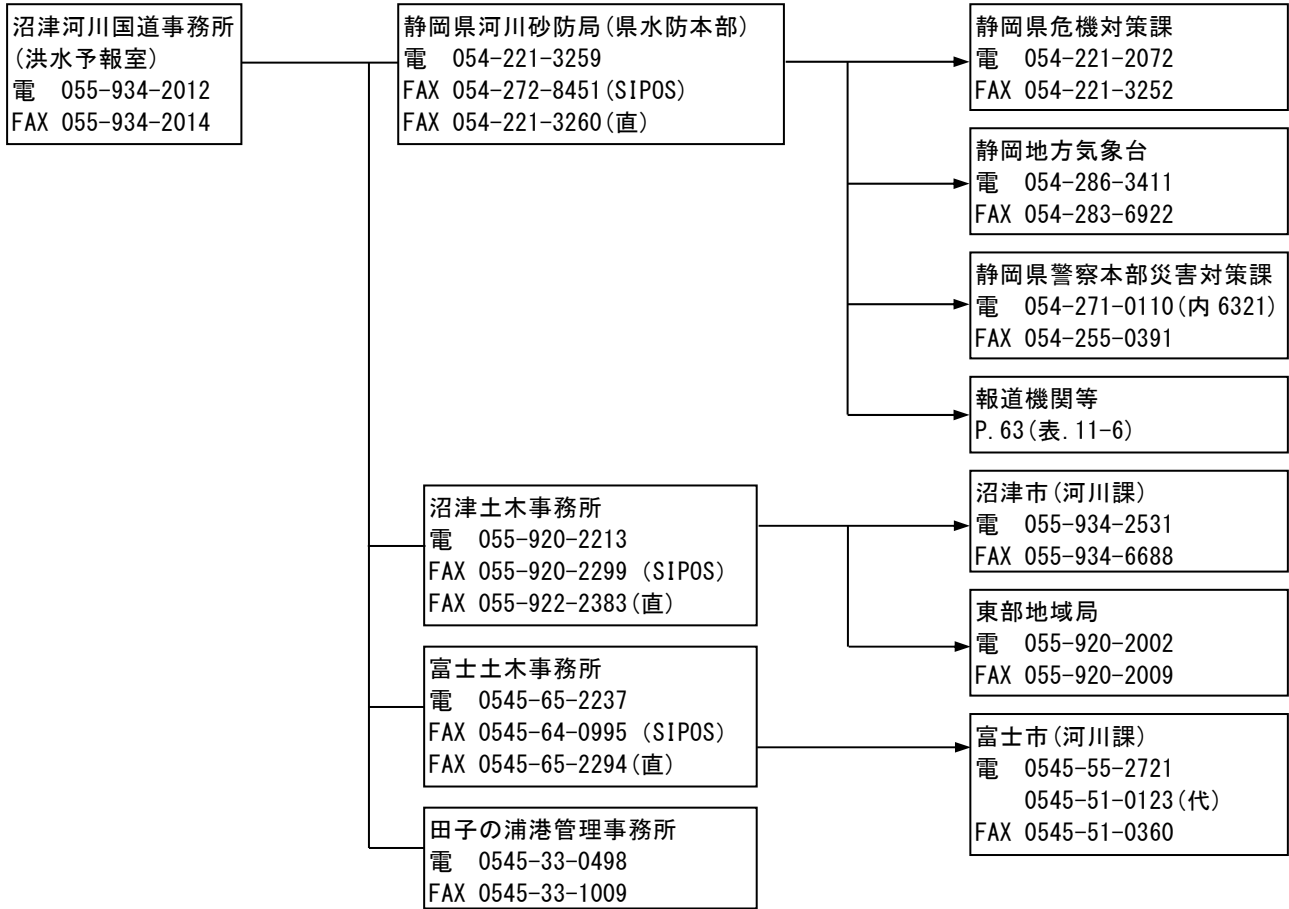 沼津河川国道事務所
(洪水予報室)
電 055-934-2012
FAX 055-934-2014
静岡県河川砂防局(県水防本部)
電 054-221-3259
FAX 054-272-8451(SIPOS)
FAX 054-221-3260(直)
静岡県危機対策課
電 054-221-2072
FAX 054-221-3252
静岡地方気象台
電 054-286-3411
FAX 054-283-6922
静岡県警察本部災害対策課
電 054-271-0110(内 6321)
FAX 054-255-0391
報道機関等
P.63(表.11-6)
沼津土木事務所
電 055-920-2213
FAX 055-920-2299 (SIPOS)
FAX 055-922-2383(直)
沼津市(河川課)
電 055-934-2531
FAX 055-934-6688
東部地域局
電 055-920-2002
FAX 055-920-2009
富士土木事務所
電 0545-65-2237
FAX 0545-64-0995 (SIPOS)
FAX 0545-65-2294(直)
富士市(河川課)
電 0545-55-2721
0545-51-0123(代)
FAX 0545-51-0360
田子の浦港管理事務所
電 0545-33-0498
FAX 0545-33-1009